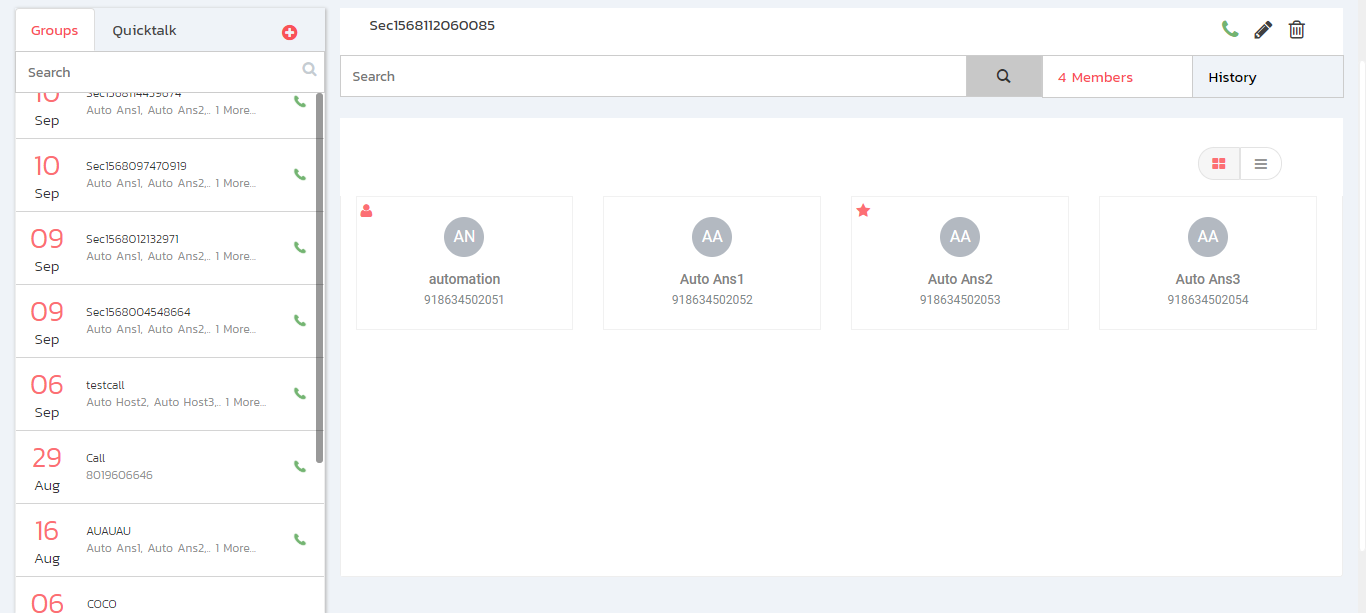 Groups
Quicktalk
Search
10
Sep
Auto Ans1, Auto Ans2,.. 1 More...
10
Sep
Sec1568097470919
Auto Ans1, Auto Ans2,.. 1 More...
09
Sep
Sec1568012132971
Auto Ans1, Auto Ans2,.. 1 More...
09
Sep
Sec1568004548664
Auto Ans1, Auto Ans2,.. 1 More...
06
Sep
testcall
Auto Host2, Auto Host3,.. 1 More...
29
Aug
Call
8019606646
16
Aug
AUAUAU
Auto Ans1, Auto Ans2,.. 1 More...
06
COCO
Sec1568112060085
Search
4 Members
History
AN
automation
918634502051
AA
Auto Ans1
918634502052
AA
Auto Ans2
918634502053
AA
Auto Ans3
918634502054